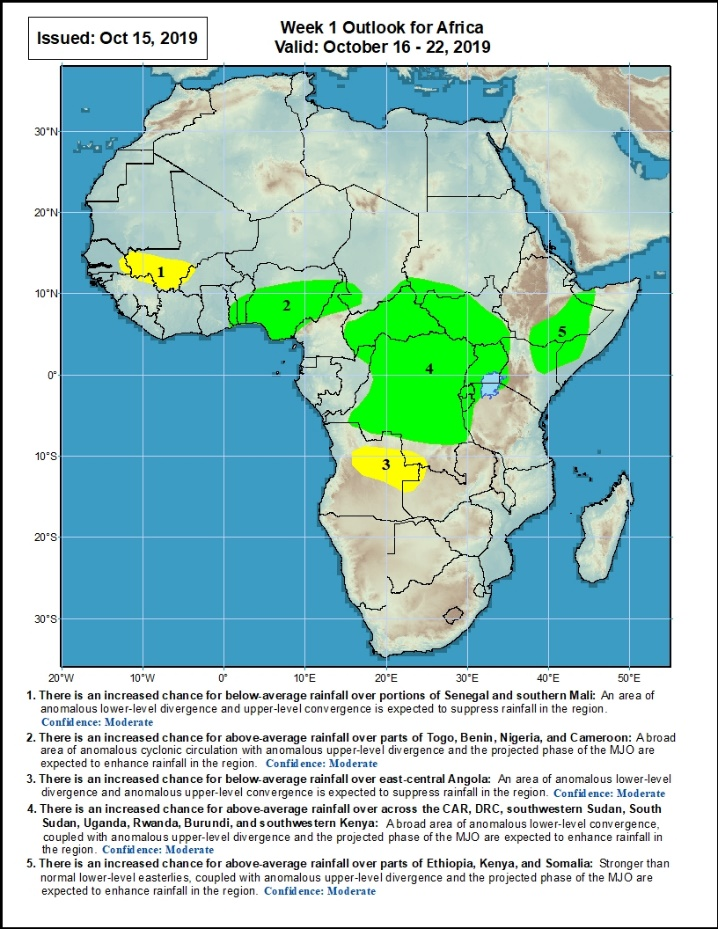 Issued: Oct 15, 2019
Week 1 Outlook for Africa
Valid: October 16 - 22, 2019
30°N
20°N
10°N
0°
10°S
20°S
30°S
1
2
5
4
3
20°W
10°W
0°
10°E
20°E
30°E
40°E
50°E
1. There is an increased chance for below-average rainfall over portions of Senegal and southern Mali: An area of
anomalous lower-level divergence and upper-level convergence is expected to suppress rainfall in the region.
Confidence: Moderate
2. There is an increased chance for above-average rainfall over parts of Togo, Benin, Nigeria, and Cameroon: A broad
area of anomalous cyclonic circulation with anomalous upper-level divergence and the projected phase of the MJO are
expected to enhance rainfall in the region. Confidence: Moderate
3. There is an increased chance for below-average rainfall over east-central Angola: An area of anomalous lower-level
divergence and anomalous upper-level convergence is expected to suppress rainfall in the region. Confidence: Moderate
4. There is an increased chance for above-average rainfall over across the CAR, DRC, southwestern Sudan, South
Sudan, Uganda, Rwanda, Burundi, and southwestern Kenya: A broad area of anomalous lower-level convergence,
coupled with anomalous upper-level divergence and the projected phase of the MJO are expected to enhance rainfall in
the region. Confidence: Moderate
5. There is an increased chance for above-average rainfall over parts of Ethiopia, Kenya, and Somalia: Stronger than
normal lower-level easterlies, coupled with anomalous upper-level divergence and the projected phase of the MJO are
expected to enhance rainfall in the region. Confidence: Moderate